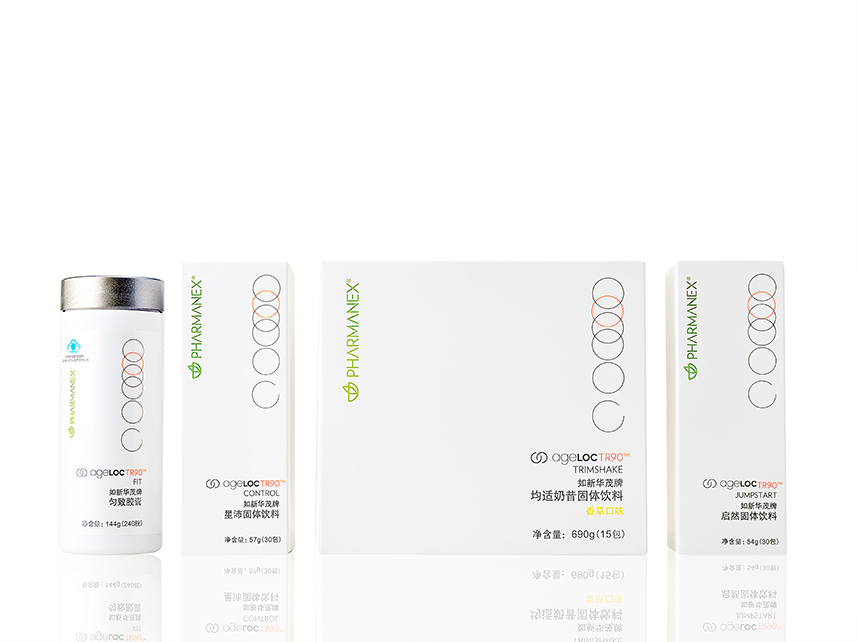 PHARMANEX®
ageLOC TR90™
FIT
如新华茂牌
匀致胶囊
净含量：144g(240粒)
PHARMANEX®
ageLOC TR90™
CONTROL
如新华茂牌
星沛固体饮料
净含量：57g(30包)
PHARMANEX®
ageLOC TR90™
TRIMSHAKE
如新华茂牌
均适奶昔固体饮料
香草口味
净含量：690g(15包)
PHARMANEX®
ageLOC TR90™
JUMPSTART
如新华茂牌
启然固体饮料
净含量：54g(30包)